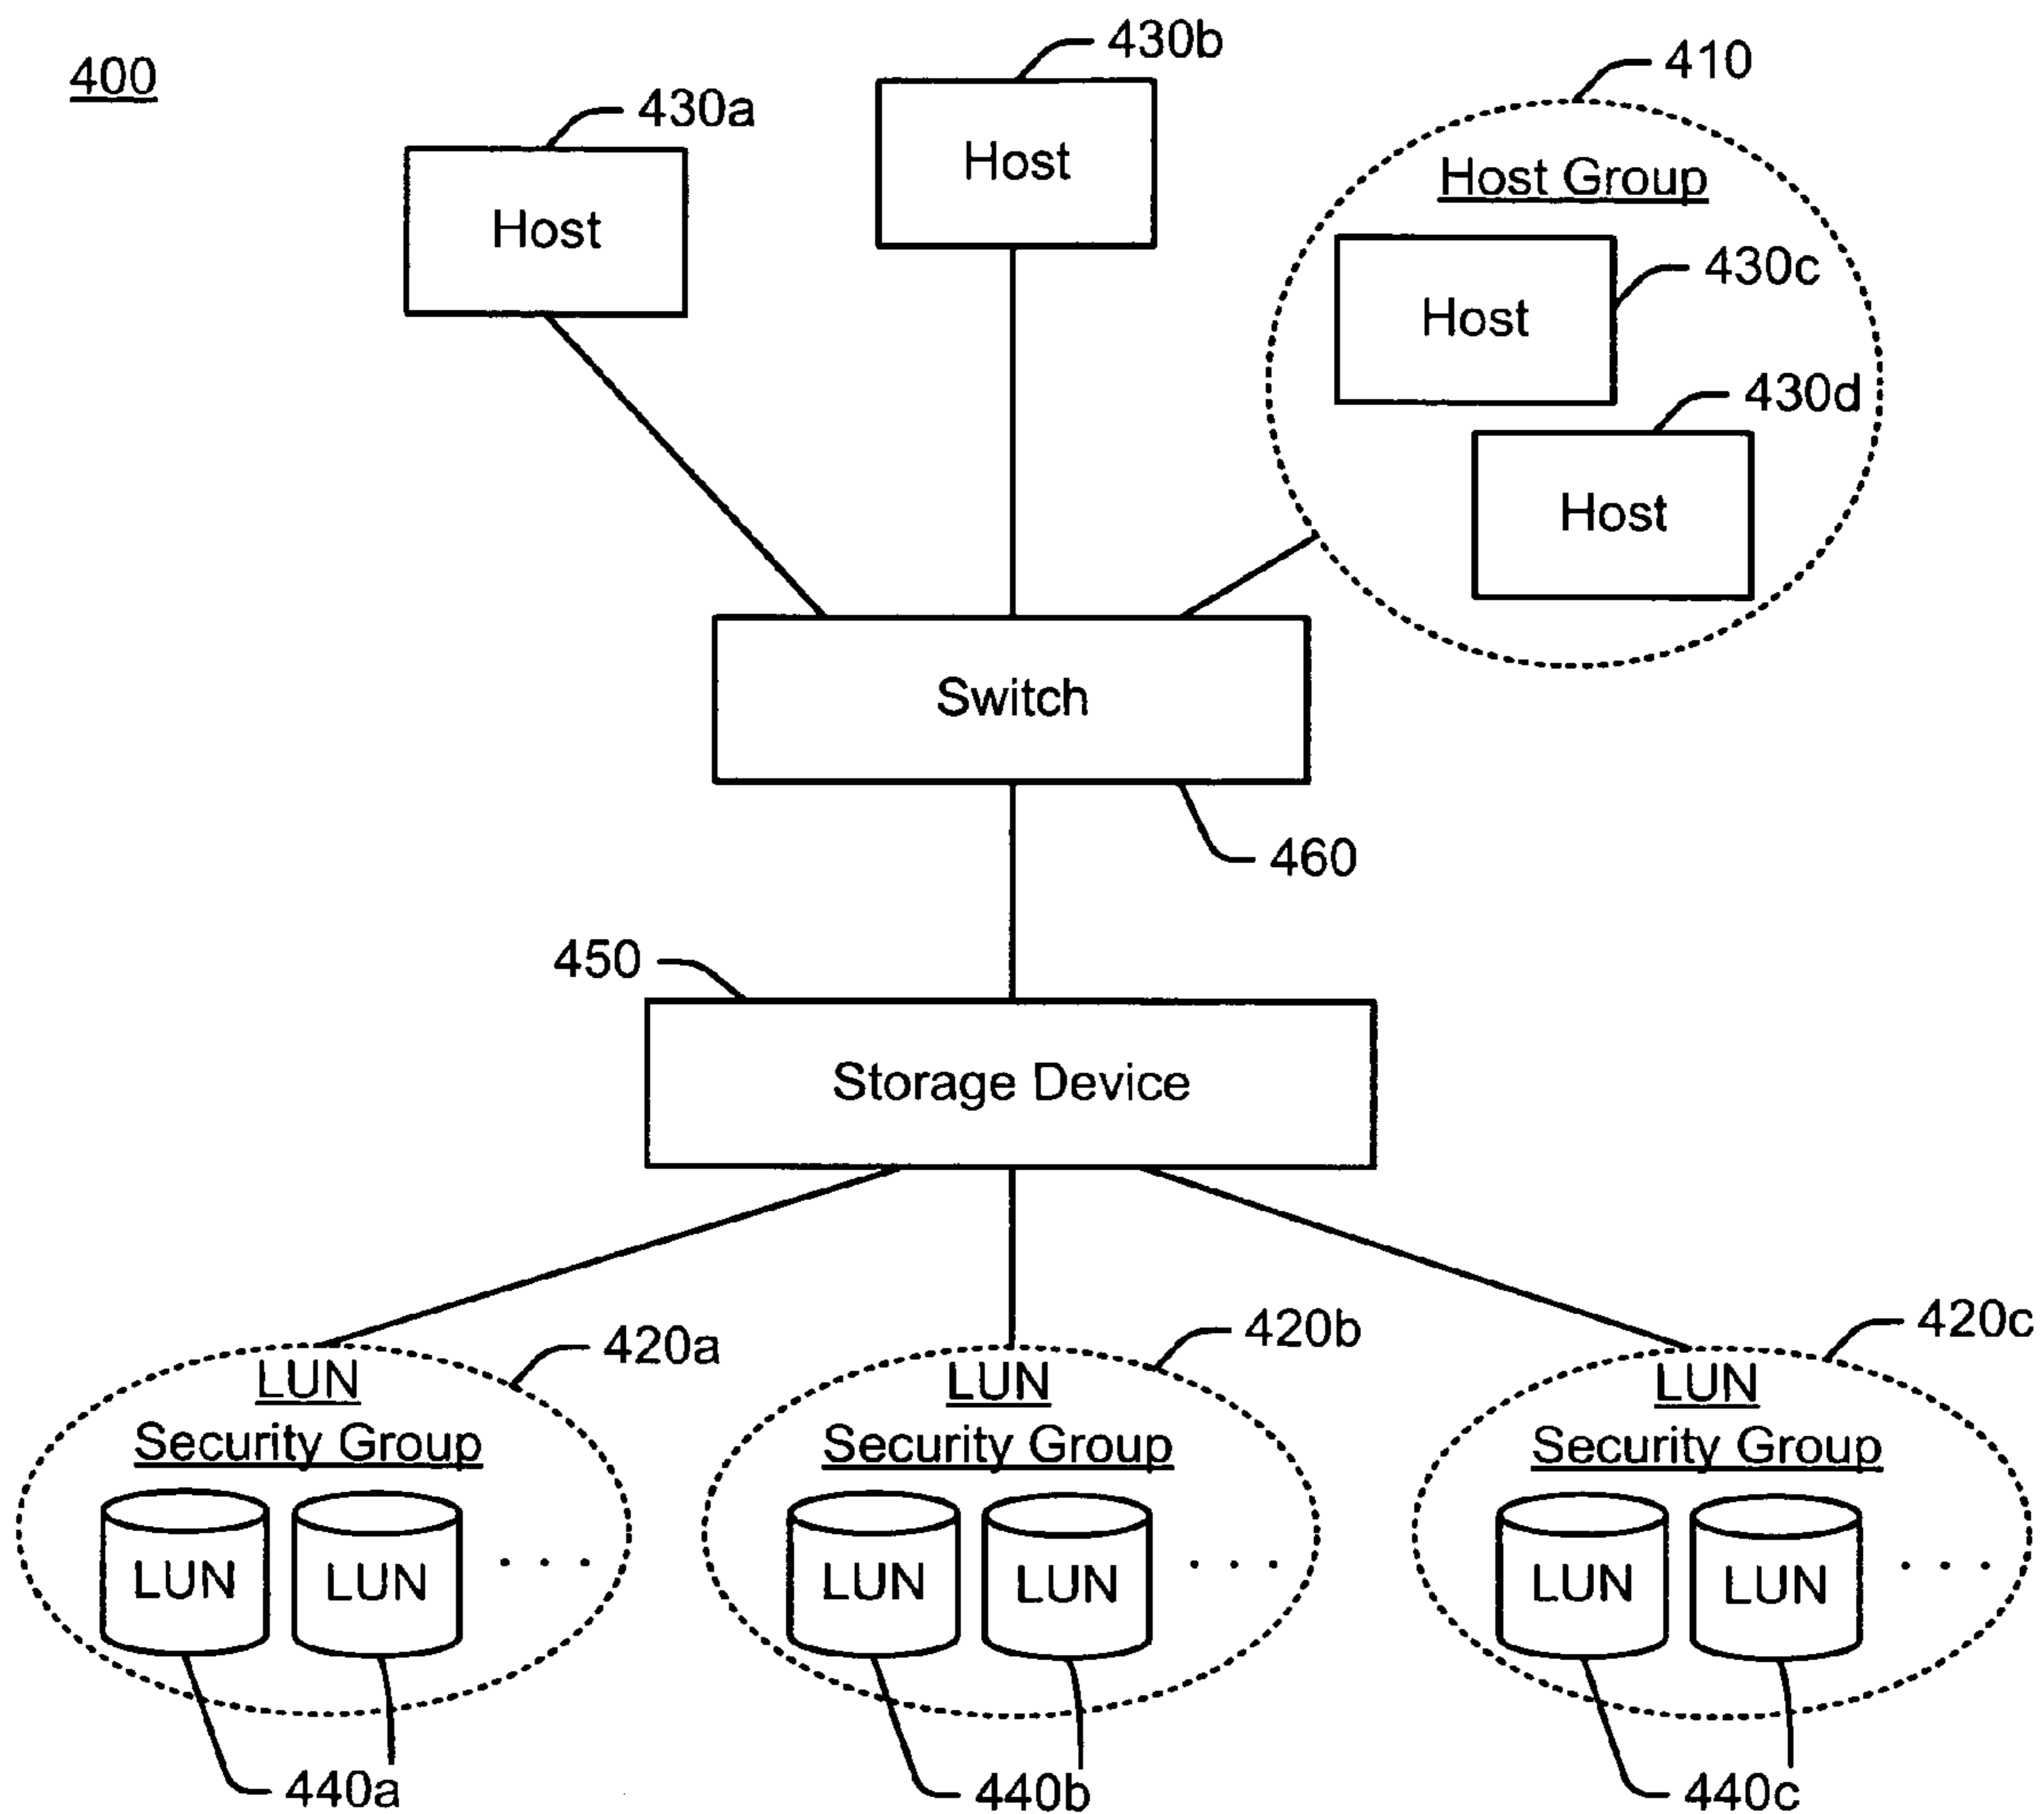 400
430b
410
430a
Host
Host Group
Host
430c
Host
430d
Host
Switch
460
450
Storage Device
420a
420b
420c
LUN
Security Group
LUN
LUN
. . .
440a
LUN
Security Group
LUN
LUN
. . .
440b
LUN
Security Group
LUN
LUN
. . .
440c